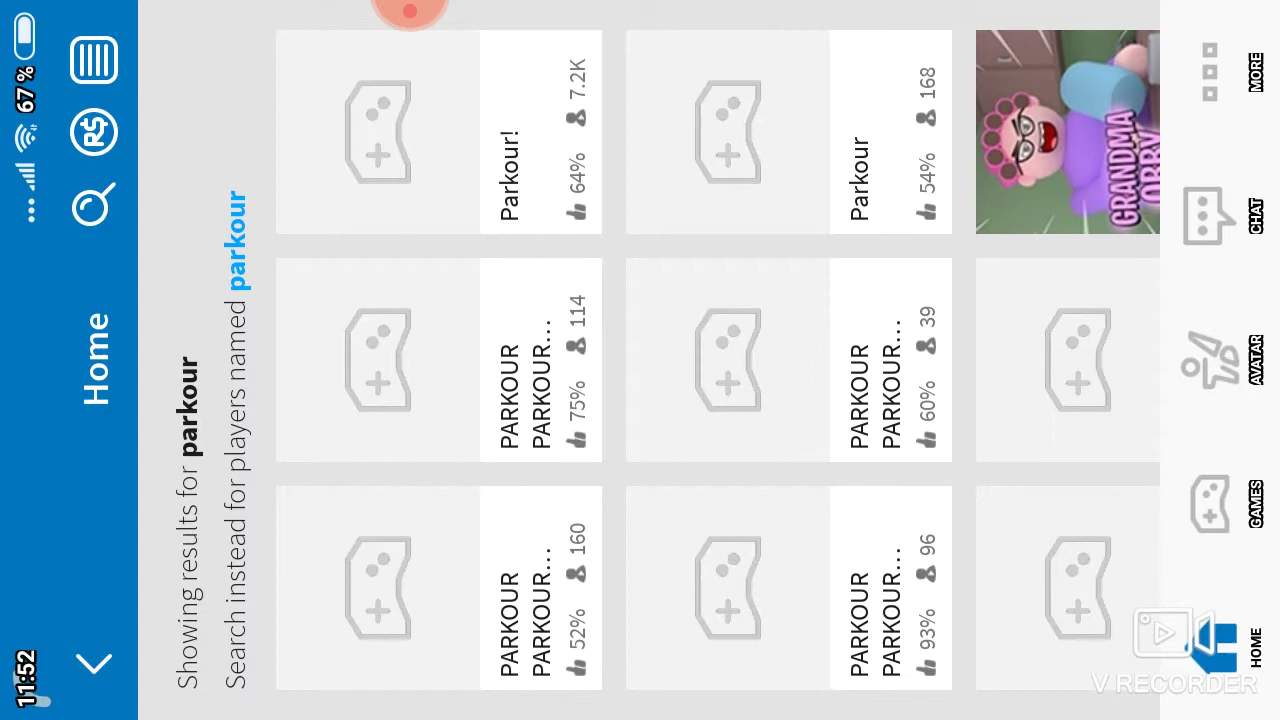 11:52
67 %
Home
R$
Showing results for parkour
Search instead for players named parkour
PARKOUR
PARKOUR...
52% 160
PARKOUR
PARKOUR...
75% 114
Parkour!
64% 7.2K
PARKOUR
PARKOUR...
93% 96
PARKOUR
PARKOUR...
60% 39
Parkour
54% 168
GRANDMA
OBBY
HOME
GAMES
AVATAR
CHAT
MORE
V RECORDER